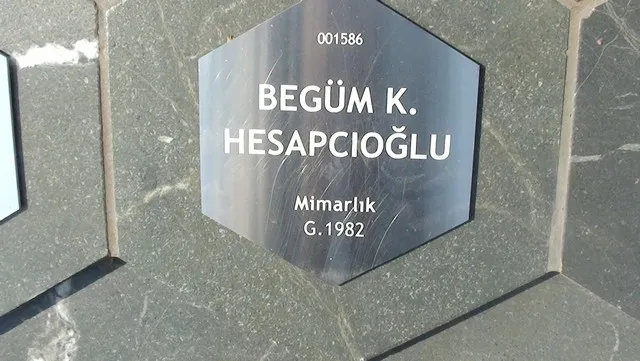 001586
BEGÜM K.
HESAPCIOĞLU
Mimarlık
G.1982